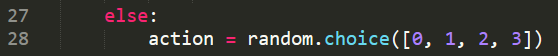 27 else:
28 action = random.choice([0, 1, 2, 3])